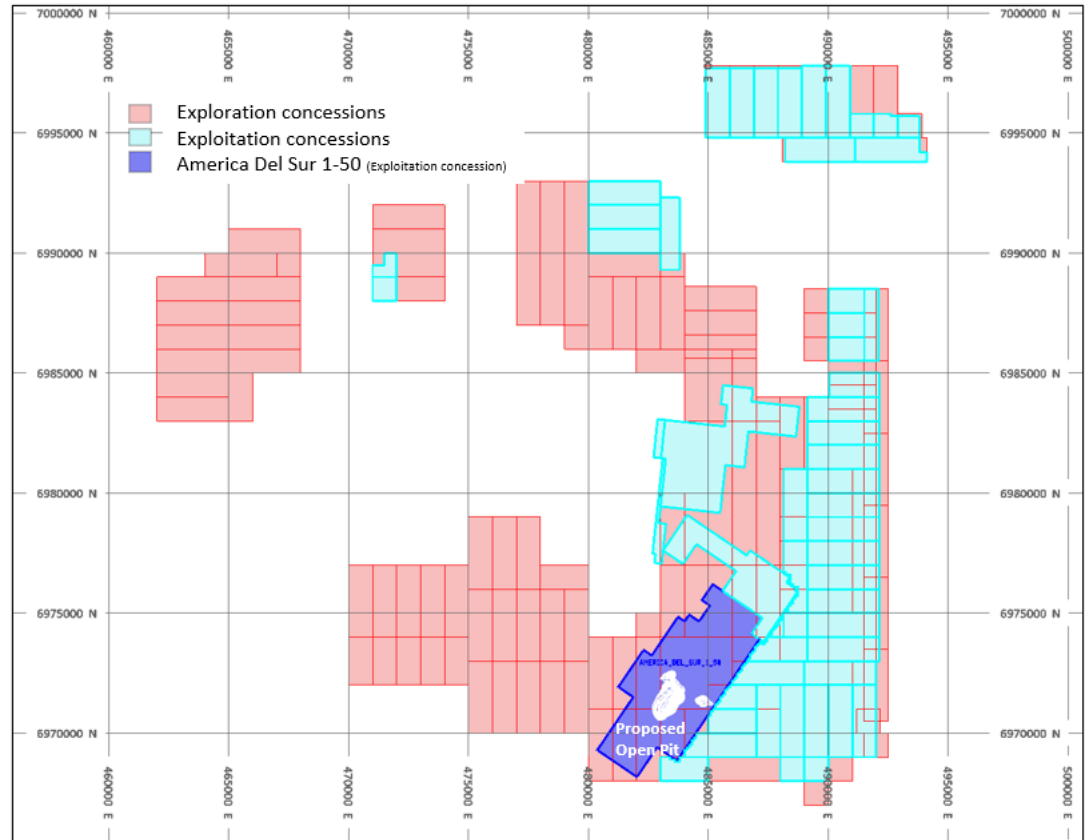 7000000 N
7000000 N
460000 E
465000 E
470000 E
475000 E
480000 E
485000 E
490000 E
495000 E
500000 E
Exploration concessions
Exploitation concessions
America Del Sur 1-50 (Exploitation concession)
6995000 N
6995000 N
6990000 N
6990000 N
6985000 N
6985000 N
6980000 N
6980000 N
6975000 N
6975000 N
AMERICA_DEL_SUR_1_50
Proposed
Open Pit
6970000 N
6970000 N
460000 E
465000 E
470000 E
475000 E
480000 E
485000 E
490000 E
495000 E
500000 E